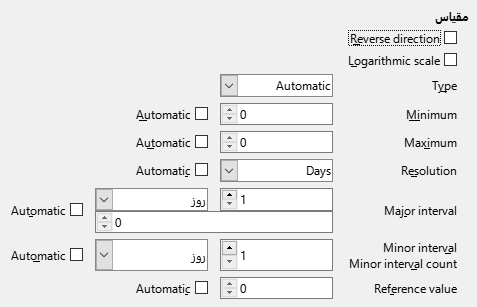 مقیاس
Reverse direction
Logarithmic scale
Type Automatic
Minimum 0 Automatic
Maximum 0 Automatic
Resolution Days Automatic
Major interval 1 روز Automatic
0
Minor interval
Minor interval count 1 روز Automatic
Reference value 0 Automatic